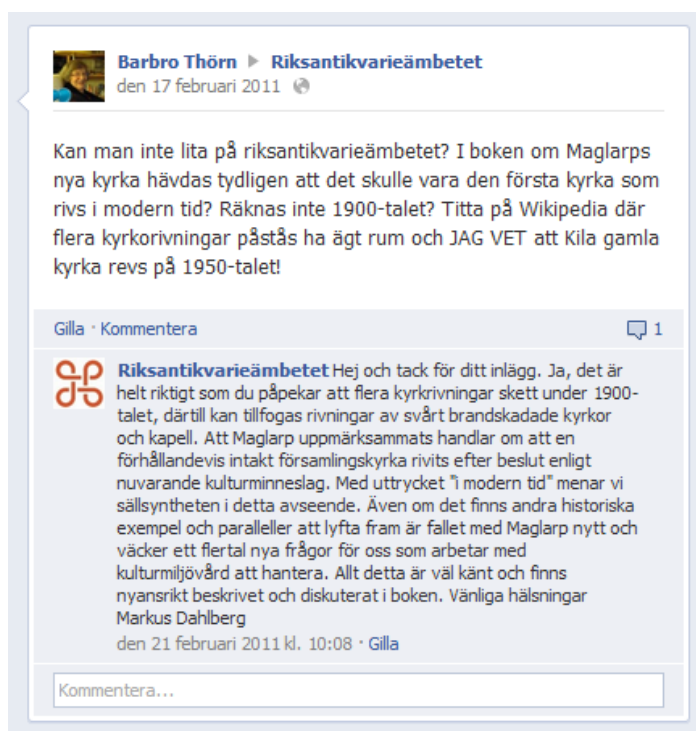 Barbro Thörn ▶ Riksantikvarieämbetet
den 17 februari 2011
Kan man inte lita på riksantikvarieämbetet? I boken om Maglarps
nya kyrka hävdas tydligen att det skulle vara den första kyrka som
rivs i modern tid? Räknas inte 1900-talet? Titta på Wikipedia där
flera kyrkorivningar påstås ha ägt rum och JAG VET att Kila gamla
kyrka revs på 1950-talet!
Gilla · Kommentera 1
Riksantikvarieämbetet Hej och tack för ditt inlägg. Ja, det är
helt riktigt som du påpekar att flera kyrkrivningar skett under 1900-
talet, därtill kan tillfogas rivningar av svårt brandskadade kyrkor
och kapell. Att Maglarp uppmärksammats handlar om att en
förhållandevis intakt församlingskyrka rivits efter beslut enligt
nuvarande kulturminneslag. Med uttrycket "i modern tid" menar vi
sällsyntheten i detta avseende. Även om det finns andra historiska
exempel och paralleller att lyfta fram är fallet med Maglarp nytt och
väcker ett flertal nya frågor för oss som arbetar med
kulturmiljövård att hantera. Allt detta är väl känt och finns
nyansrikt beskrivet och diskuterat i boken. Vänliga hälsningar
Markus Dahlberg
den 21 februari 2011 kl. 10:08 · Gilla
Kommentera...